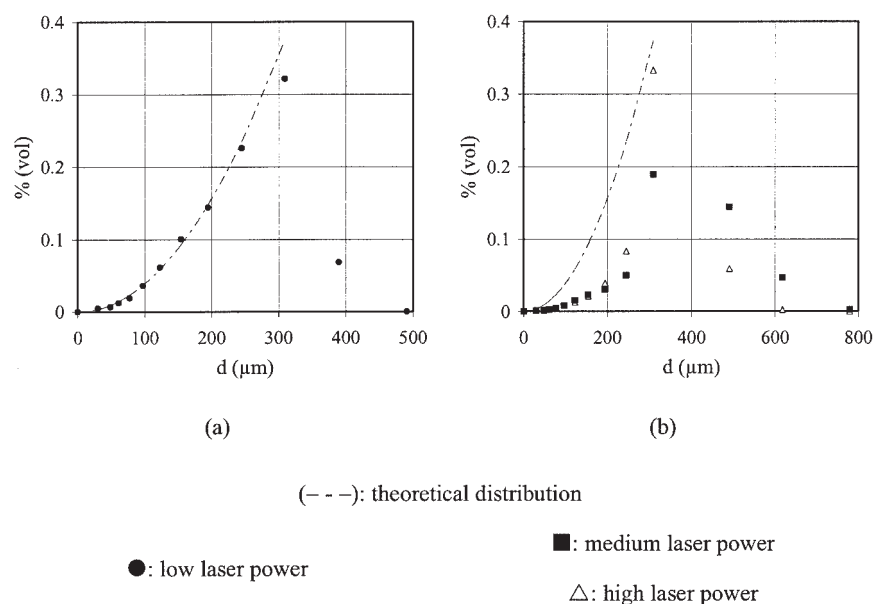 0.4
0.3
0.2
0.1
0
% (vol)
0 100 200 300 400 500
d (µm)
(a)
0.4
0.3
0.2
0.1
0
% (vol)
0 200 400 600 800
d (µm)
(b)
(– - –): theoretical distribution
●: low laser power
■: medium laser power
△: high laser power